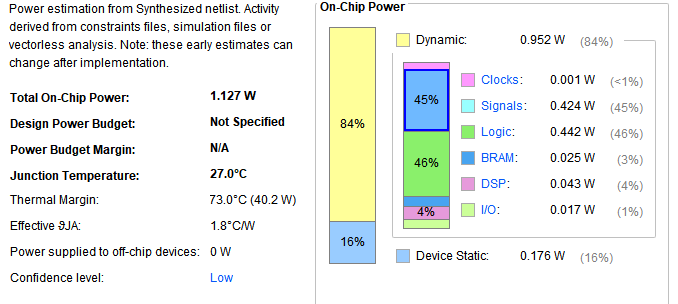 Power estimation from Synthesized netlist. Activity
derived from constraints files, simulation files or
vectorless analysis. Note: these early estimates can
change after implementation.
Total On-Chip Power: 1.127 W
Design Power Budget: Not Specified
Power Budget Margin: N/A
Junction Temperature: 27.0°C
Thermal Margin: 73.0°C (40.2 W)
Effective ϑJA: 1.8°C/W
Power supplied to off-chip devices: 0 W
Confidence level: Low
On-Chip Power
84%
16%
45%
46%
4%
Dynamic: 0.952 W (84%)
Clocks: 0.001 W (<1%)
Signals: 0.424 W (45%)
Logic: 0.442 W (46%)
BRAM: 0.025 W (3%)
DSP: 0.043 W (4%)
I/O: 0.017 W (1%)
Device Static: 0.176 W (16%)